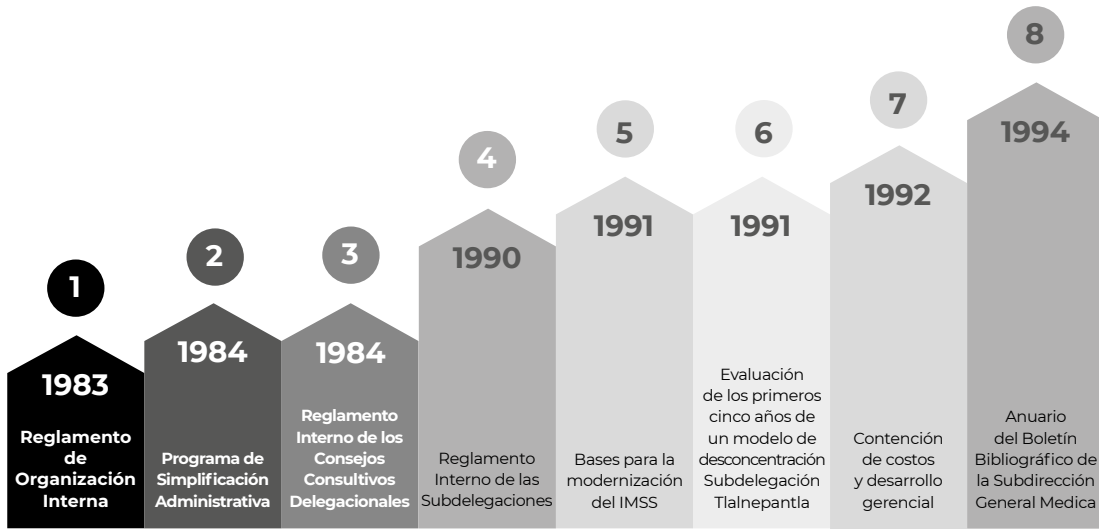 1
1983
Reglamento
de
Organización
Interna
2
1984
Programa de
Simplificación
Administrativa
3
1984
Reglamento
Interno de los
Consejos
Consultivos
Delegacionales
4
1990
Reglamento
Interno de las
Subdelegaciones
5
1991
Bases para la
modernización
del IMSS
6
1991
Evaluación
de los primeros
cinco años de
un modelo de
desconcentración
Subdelegación
Tlalnepantla
7
1992
Contención
de costos
y desarrollo
gerencial
8
1994
Anuario
del Boletín
Bibliográfico de
la Subdirección
General Medica